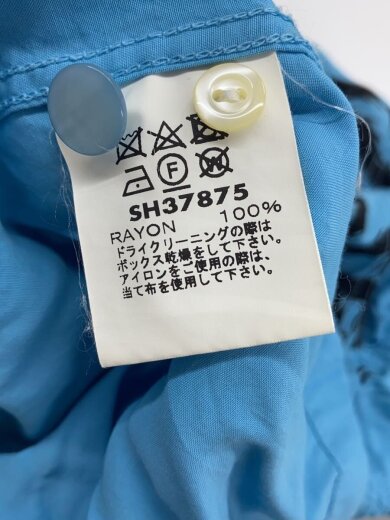 SH37875
RAYON 100%
ドライクリーニングの際は
ボックス乾燥をして下さい。
アイロンをご使用の際は、
当て布を使用して下さい。